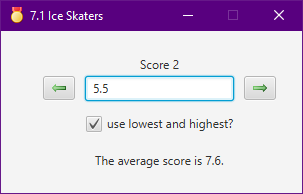 7.1 Ice Skaters
Score 2
5.5
use lowest and highest?
The average score is 7.6.